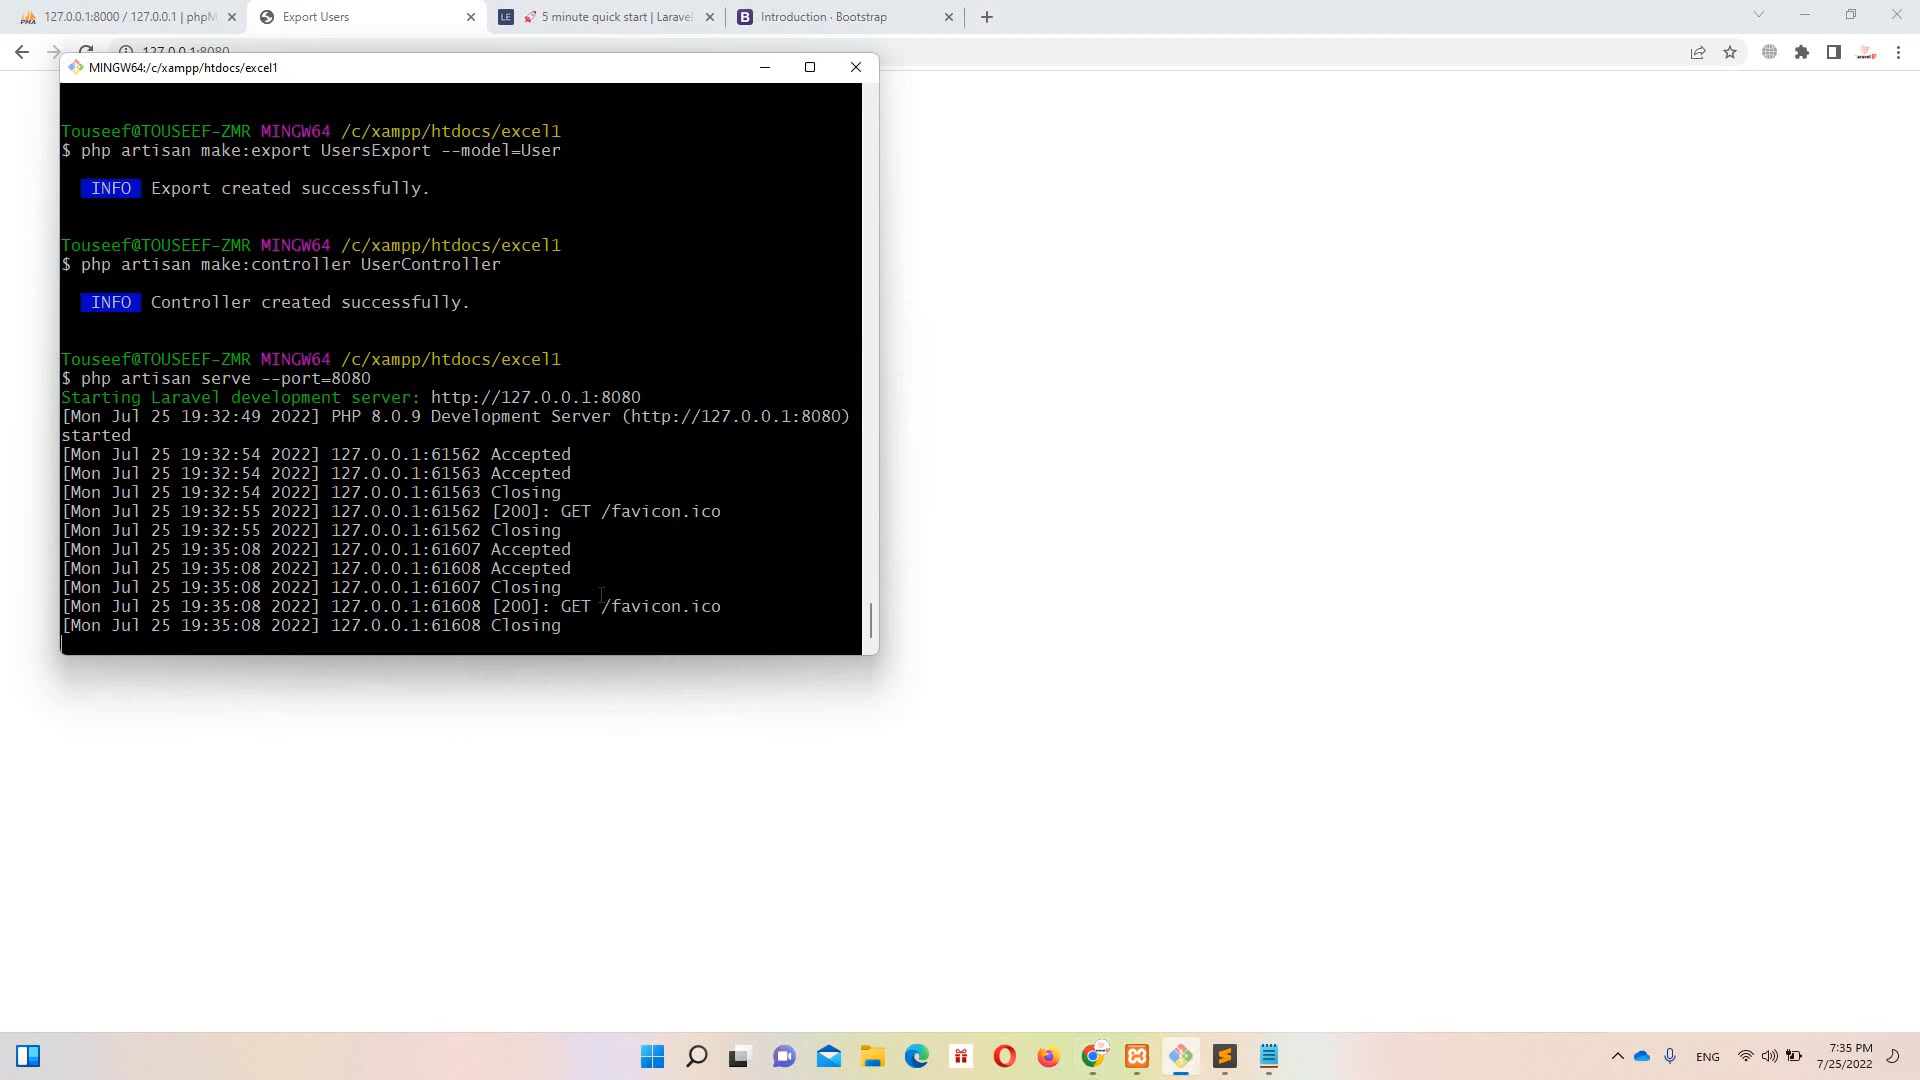 127.0.0.1:8000 / 127.0.0.1 | phpM
Export Users
5 minute quick start | Laravel
Introduction · Bootstrap
127.0.0.1:8080
MINGW64:/c/xampp/htdocs/excel1
Touseef@TOUSEEF-ZMR MINGW64 /c/xampp/htdocs/excel1
$ php artisan make:export UsersExport --model=User
INFO Export created successfully.
Touseef@TOUSEEF-ZMR MINGW64 /c/xampp/htdocs/excel1
$ php artisan make:controller UserController
INFO Controller created successfully.
Touseef@TOUSEEF-ZMR MINGW64 /c/xampp/htdocs/excel1
$ php artisan serve --port=8080
Starting Laravel development server: http://127.0.0.1:8080
[Mon Jul 25 19:32:49 2022] PHP 8.0.9 Development Server (http://127.0.0.1:8080)
started
[Mon Jul 25 19:32:54 2022] 127.0.0.1:61562 Accepted
[Mon Jul 25 19:32:54 2022] 127.0.0.1:61563 Accepted
[Mon Jul 25 19:32:54 2022] 127.0.0.1:61563 Closing
[Mon Jul 25 19:32:55 2022] 127.0.0.1:61562 [200]: GET /favicon.ico
[Mon Jul 25 19:32:55 2022] 127.0.0.1:61562 Closing
[Mon Jul 25 19:35:08 2022] 127.0.0.1:61607 Accepted
[Mon Jul 25 19:35:08 2022] 127.0.0.1:61608 Accepted
[Mon Jul 25 19:35:08 2022] 127.0.0.1:61607 Closing
[Mon Jul 25 19:35:08 2022] 127.0.0.1:61608 [200]: GET /favicon.ico
[Mon Jul 25 19:35:08 2022] 127.0.0.1:61608 Closing
ENG
7:35 PM
7/25/2022